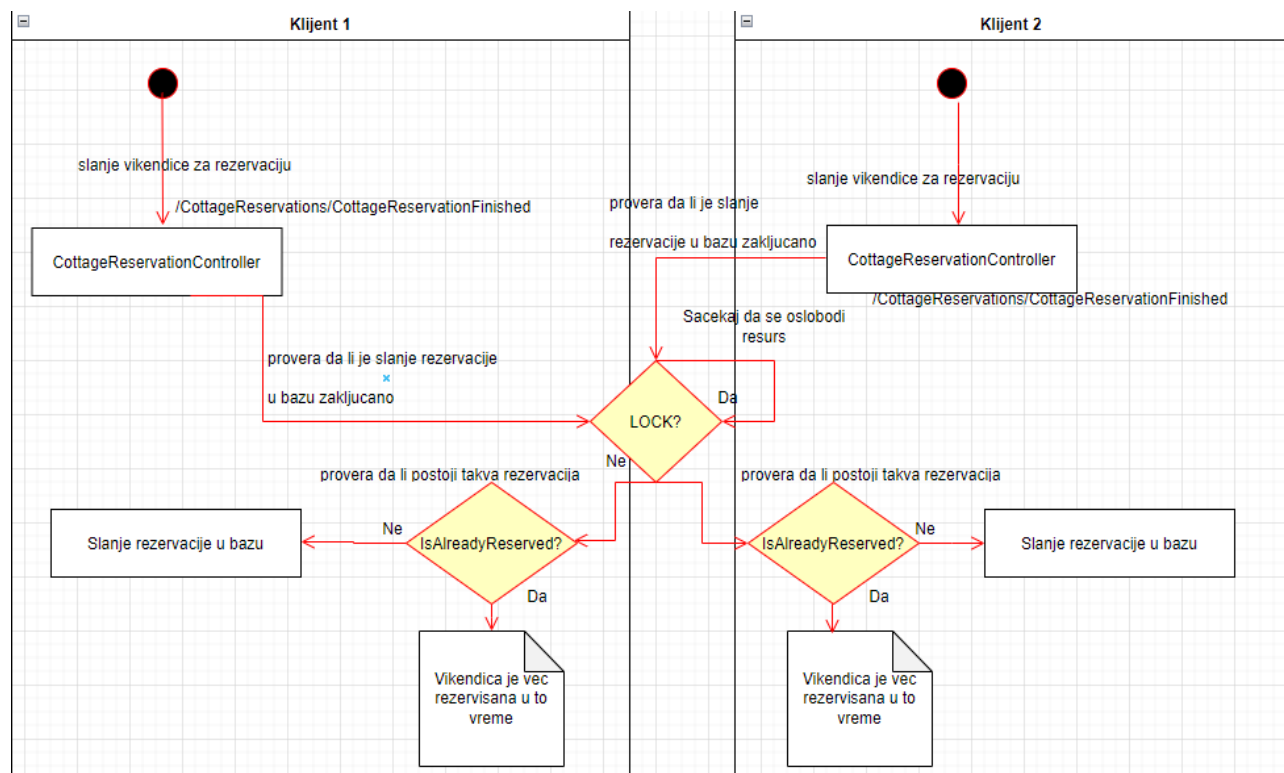 Klijent 1
Klijent 2
slanje vikendice za rezervaciju
slanje vikendice za rezervaciju
/CottageReservations/CottageReservationFinished
provera da li je slanje
rezervacije u bazu zakljucano
CottageReservationController
CottageReservationController
/CottageReservations/CottageReservationFinished
Sacekaj da se oslobodi
resurs
provera da li je slanje rezervacije
u bazu zakljucano
Da
LOCK?
Ne
provera da li postoji takva rezervacija
provera da li postoji takva rezervacija
Slanje rezervacije u bazu
Ne
IsAlreadyReserved?
IsAlreadyReserved?
Ne
Slanje rezervacije u bazu
Da
Da
Vikendica je vec
rezervisana u to
vreme
Vikendica je vec
rezervisana u to
vreme